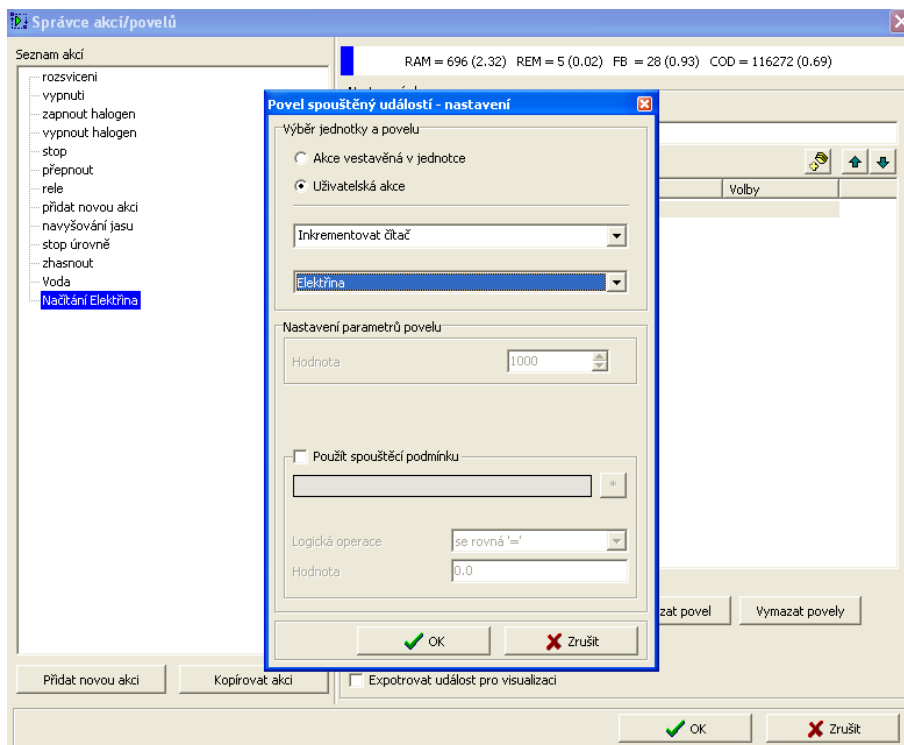 Správce akcí/povelů
Seznam akcí
rozsviceni
vypnuti
zapnout halogen
vypnout halogen
stop
přepnout
rele
přidat novou akci
navyšování jasu
stop úrovně
zhasnout
Voda
Načítání Elektřina
Přidat novou akci
Kopírovat akci
RAM = 696 (2.32) REM = 5 (0.02) FB = 28 (0.93) COD = 116272 (0.69)
Volby
Povel spouštěný událostí - nastavení
Výběr jednotky a povelu
Akce vestavěná v jednotce
Uživatelská akce
Inkrementovat čítač
Elektřina
Nastavení parametrů povelu
Hodnota
1000
Použít spouštěcí podmínku
*
Logická operace
se rovná '='
Hodnota
0.0
OK
Zrušit
zat povel
Vymazat povely
Expotrovat událost pro visualizaci
OK
Zrušit